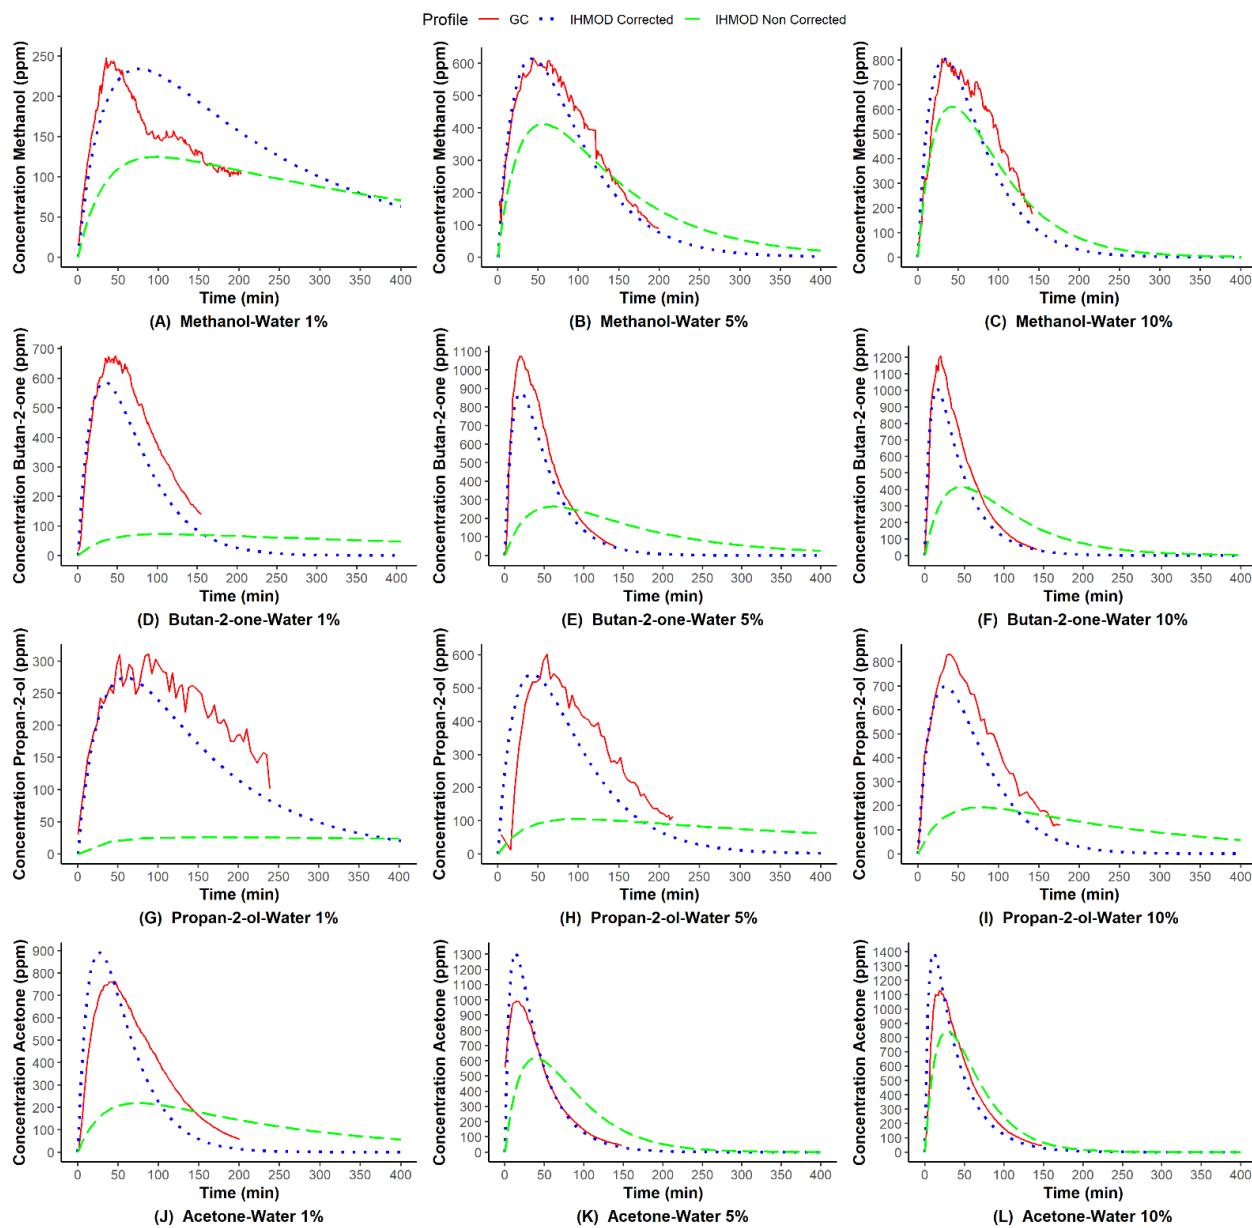 Profile GC IHMOD Corrected IHMOD Non Corrected
Concentration Methanol (ppm)
250
200
150
100
50
0
0 50 100 150 200 250 300 350 400
Time (min)
(A) Methanol-Water 1%
Concentration Methanol (ppm)
600
500
400
300
200
100
0
0 50 100 150 200 250 300 350 400
Time (min)
(B) Methanol-Water 5%
Concentration Methanol (ppm)
800
700
600
500
400
300
200
100
0
0 50 100 150 200 250 300 350 400
Time (min)
(C) Methanol-Water 10%
Concentration Butan-2-one (ppm)
700
600
500
400
300
200
100
0
0 50 100 150 200 250 300 350 400
Time (min)
(D) Butan-2-one-Water 1%
Concentration Butan-2-one (ppm)
1100
1000
900
800
700
600
500
400
300
200
100
0
0 50 100 150 200 250 300 350 400
Time (min)
(E) Butan-2-one-Water 5%
Concentration Butan-2-one (ppm)
1200
1100
1000
900
800
700
600
500
400
300
200
100
0
0 50 100 150 200 250 300 350 400
Time (min)
(F) Butan-2-one-Water 10%
Concentration Propan-2-ol (ppm)
300
250
200
150
100
50
0
0 50 100 150 200 250 300 350 400
Time (min)
(G) Propan-2-ol-Water 1%
Concentration Propan-2-ol (ppm)
600
500
400
300
200
100
0
0 50 100 150 200 250 300 350 400
Time (min)
(H) Propan-2-ol-Water 5%
Concentration Propan-2-ol (ppm)
800
700
600
500
400
300
200
100
0
0 50 100 150 200 250 300 350 400
Time (min)
(I) Propan-2-ol-Water 10%
Concentration Acetone (ppm)
900
800
700
600
500
400
300
200
100
0
0 50 100 150 200 250 300 350 400
Time (min)
(J) Acetone-Water 1%
Concentration Acetone (ppm)
1300
1200
1100
1000
900
800
700
600
500
400
300
200
100
0
0 50 100 150 200 250 300 350 400
Time (min)
(K) Acetone-Water 5%
Concentration Acetone (ppm)
1400
1300
1200
1100
1000
900
800
700
600
500
400
300
200
100
0
0 50 100 150 200 250 300 350 400
Time (min)
(L) Acetone-Water 10%